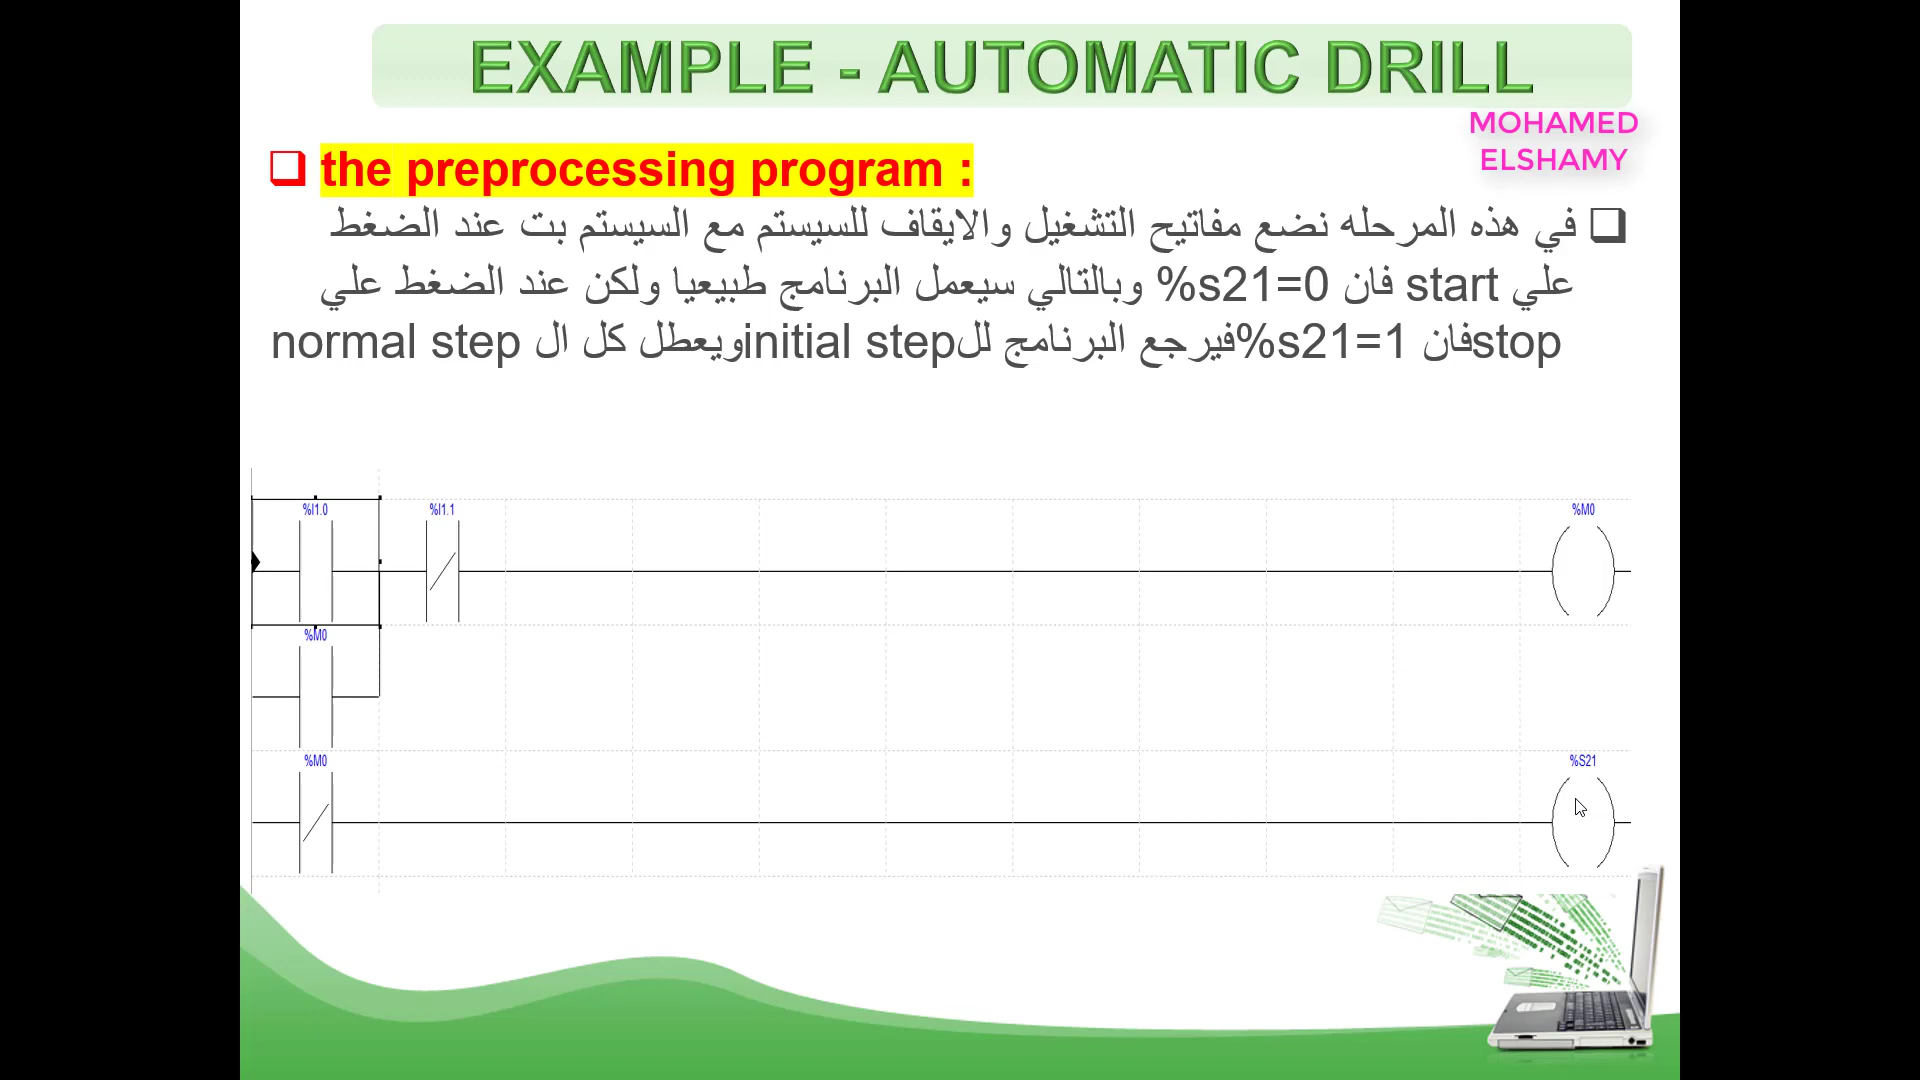 EXAMPLE - AUTOMATIC DRILL
MOHAMED
ELSHAMY
the preprocessing program :
في هذه المرحله نضع مفاتيح التشغيل والايقاف للسيستم مع السيستم بت عند الضغط
علي start فان %s21=0 وبالتالي سيعمل البرنامج طبيعيا ولكن عند الضغط علي
stopفان %s21=1فيرجع البرنامج للinitial stepويعطل كل ال normal step
%I1.0 %I1.1 %M0
%M0
%M0 %S21